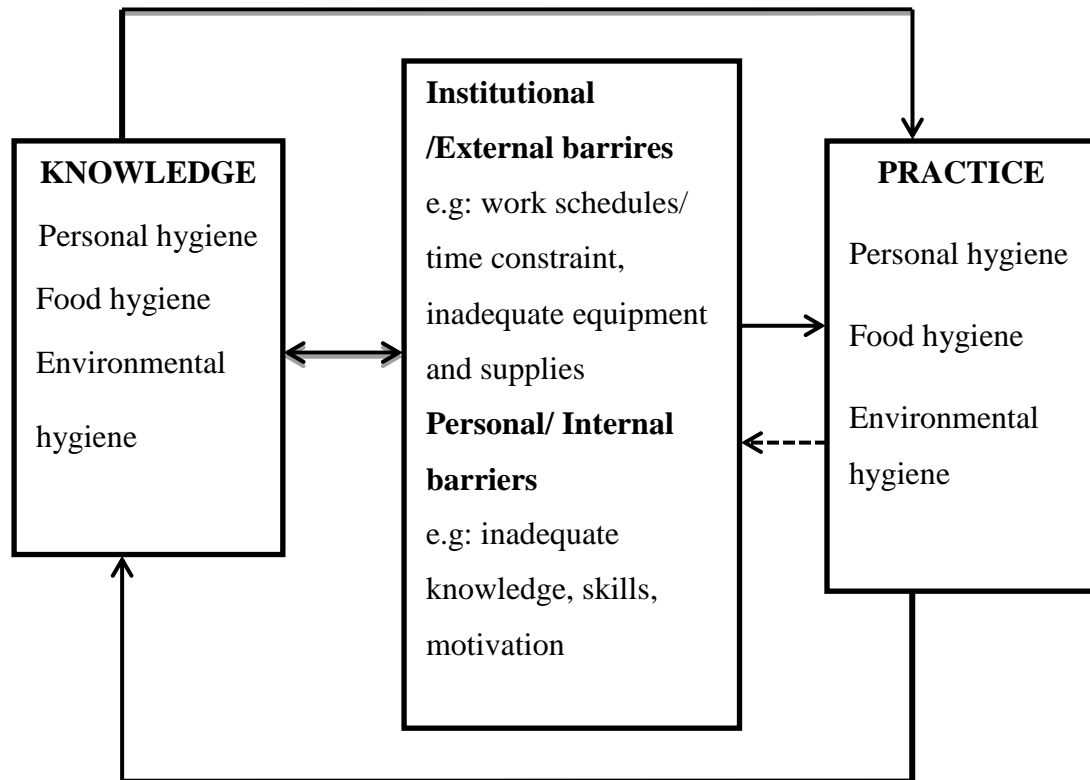 KNOWLEDGE
Personal hygiene
Food hygiene
Environmental
hygiene
Institutional
/External barrires
e.g: work schedules/
time constraint,
inadequate equipment
and supplies
Personal/ Internal
barriers
e.g: inadequate
knowledge, skills,
motivation
PRACTICE
Personal hygiene
Food hygiene
Environmental
hygiene